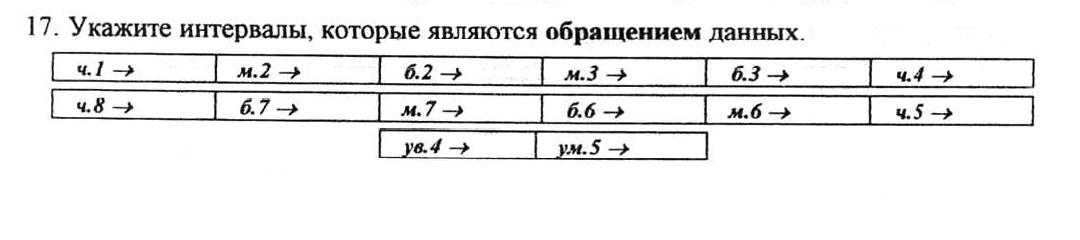 17. Укажите интервалы, которые являются обращением данных.
ч.1 → м.2 → б.2 → м.3 → б.3 → ч.4 →
ч.8 → б.7 → м.7 → б.6 → м.6 → ч.5 →
ув.4 → ум.5 →